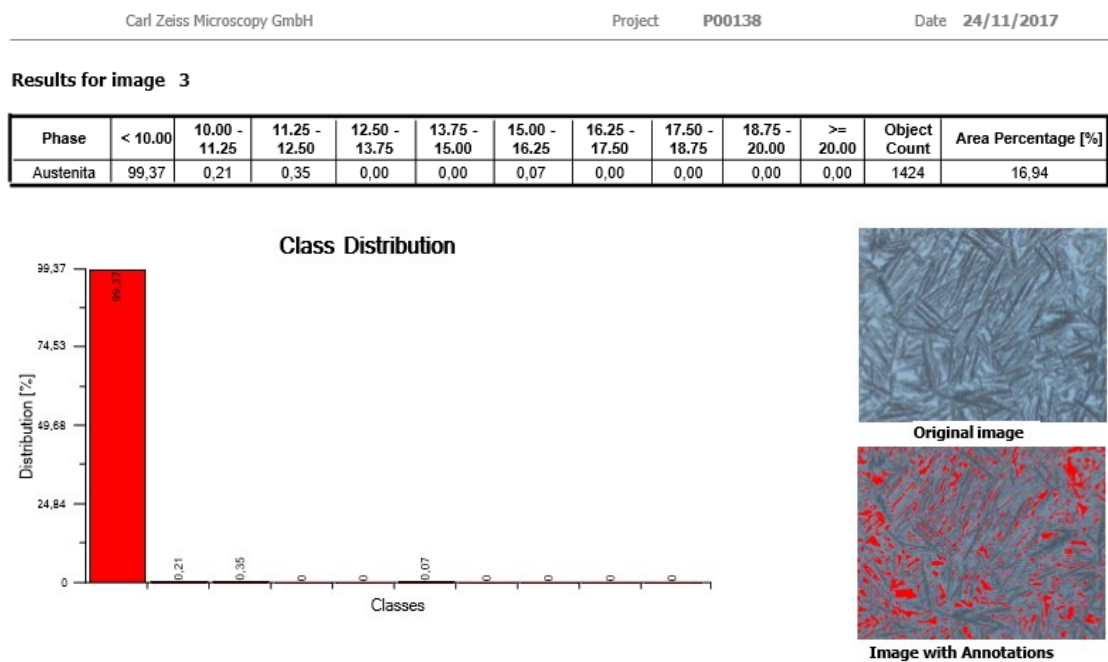 Carl Zeiss Microscopy GmbH Project P00138 Date 24/11/2017
Results for image 3
Phase < 10.00 10.00 - 11.25 11.25 - 12.50 12.50 - 13.75 13.75 - 15.00 15.00 - 16.25 16.25 - 17.50 17.50 - 18.75 18.75 - 20.00 >= 20.00 Object Count Area Percentage [%]
Austenita 99,37 0,21 0,35 0,00 0,00 0,07 0,00 0,00 0,00 0,00 1424 16,94
Class Distribution
99,37
74,53
49,68
24,84
0
Distribution [%]
99,37 0,21 0,35 0 0 0,07 0 0 0 0
Classes
Original image
Image with Annotations